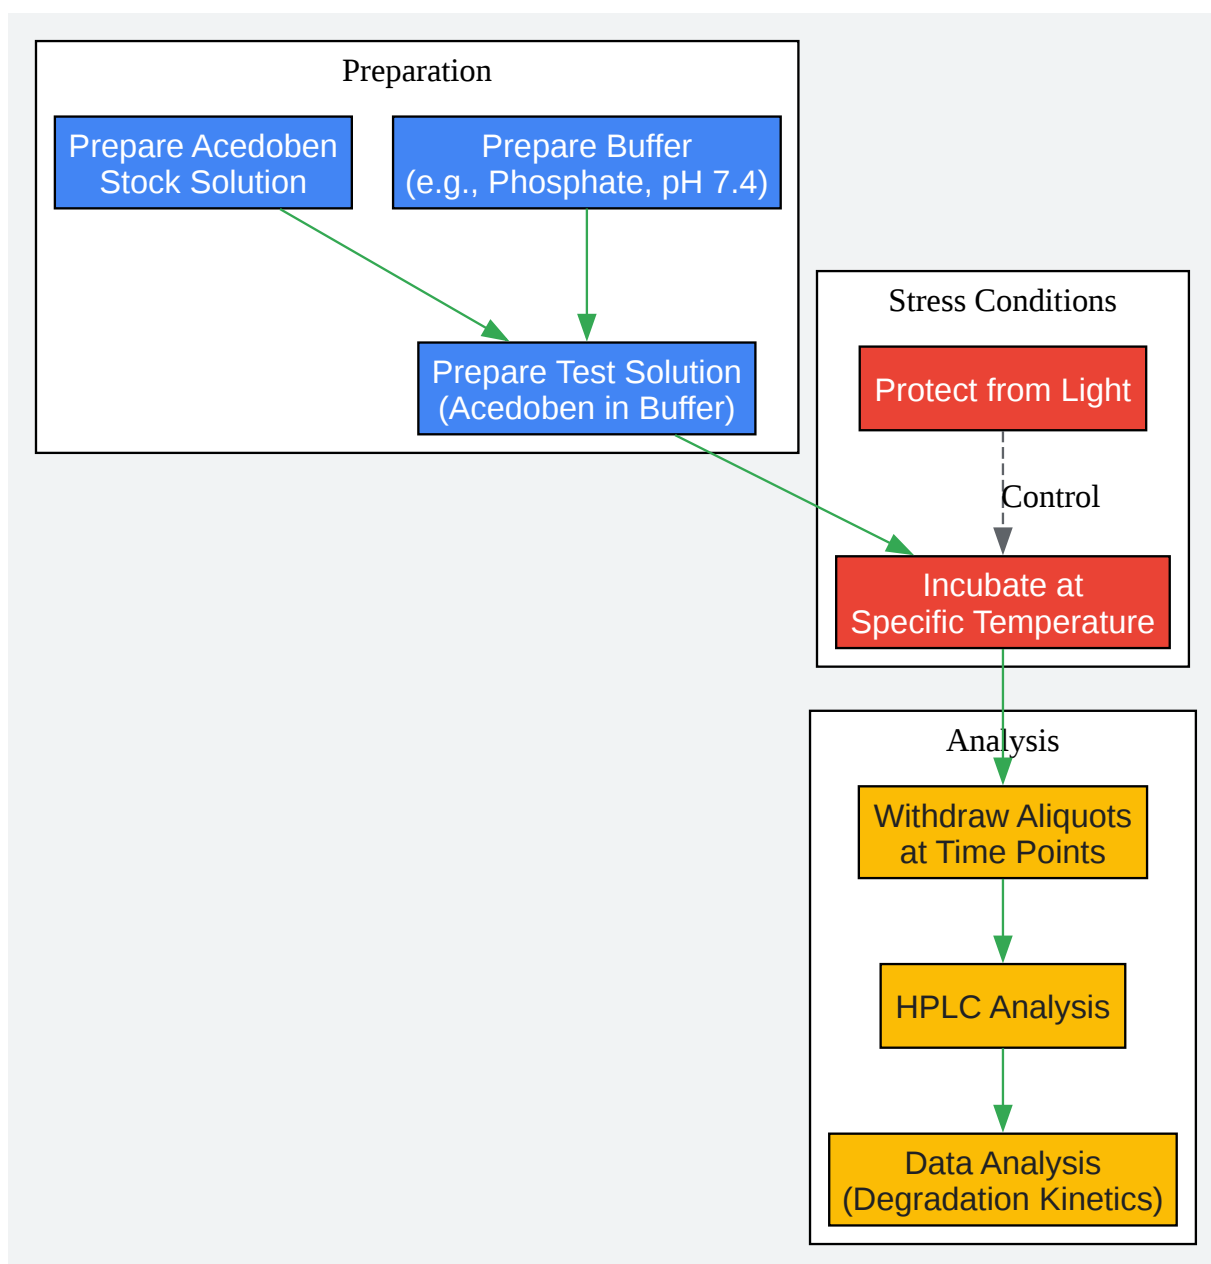 Preparation
Prepare Acedoben
Stock Solution
Prepare Buffer
(e.g., Phosphate, pH 7.4)
Prepare Test Solution
(Acedoben in Buffer)
Stress Conditions
Protect from Light
Control
Incubate at
Specific Temperature
Analysis
Withdraw Aliquots
at Time Points
HPLC Analysis
Data Analysis
(Degradation Kinetics)